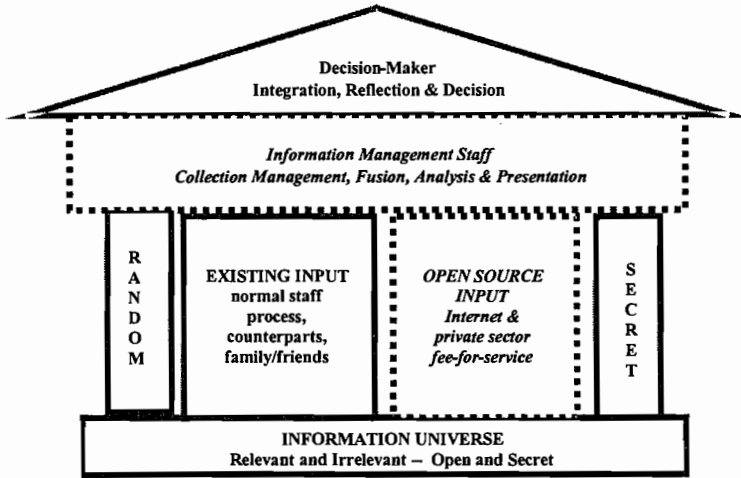 Decision-Maker
Integration, Reflection & Decision
Information Management Staff
Collection Management, Fusion, Analysis & Presentation
RANDOM
EXISTING INPUT
normal staff
process,
counterparts,
family/friends
OPEN SOURCE
INPUT
Internet &
private sector
fee-for-service
SECRET
INFORMATION UNIVERSE
Relevant and Irrelevant – Open and Secret